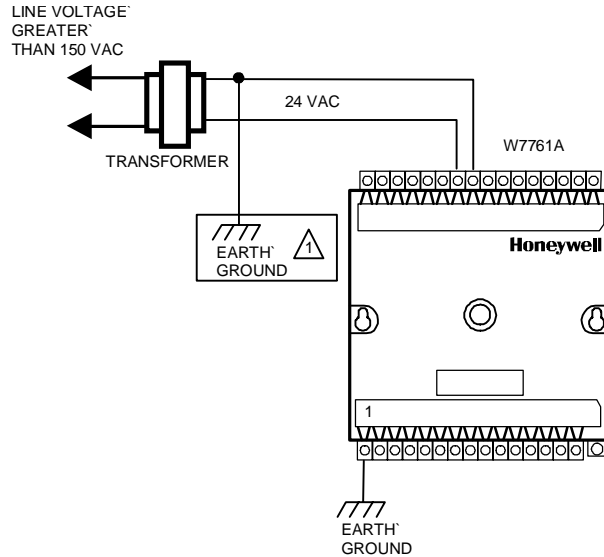 LINE VOLTAGE`
GREATER`
THAN 150 VAC
24 VAC
TRANSFORMER
W7761A
EARTH`
GROUND
1
Honeywell
1
EARTH`
GROUND